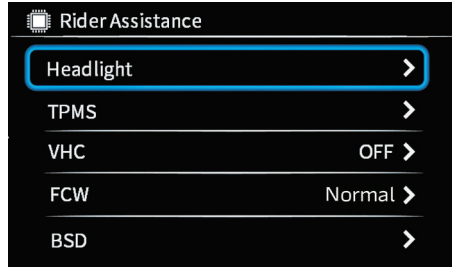 Rider Assistance
Headlight
TPMS
VHC OFF
FCW Normal
BSD